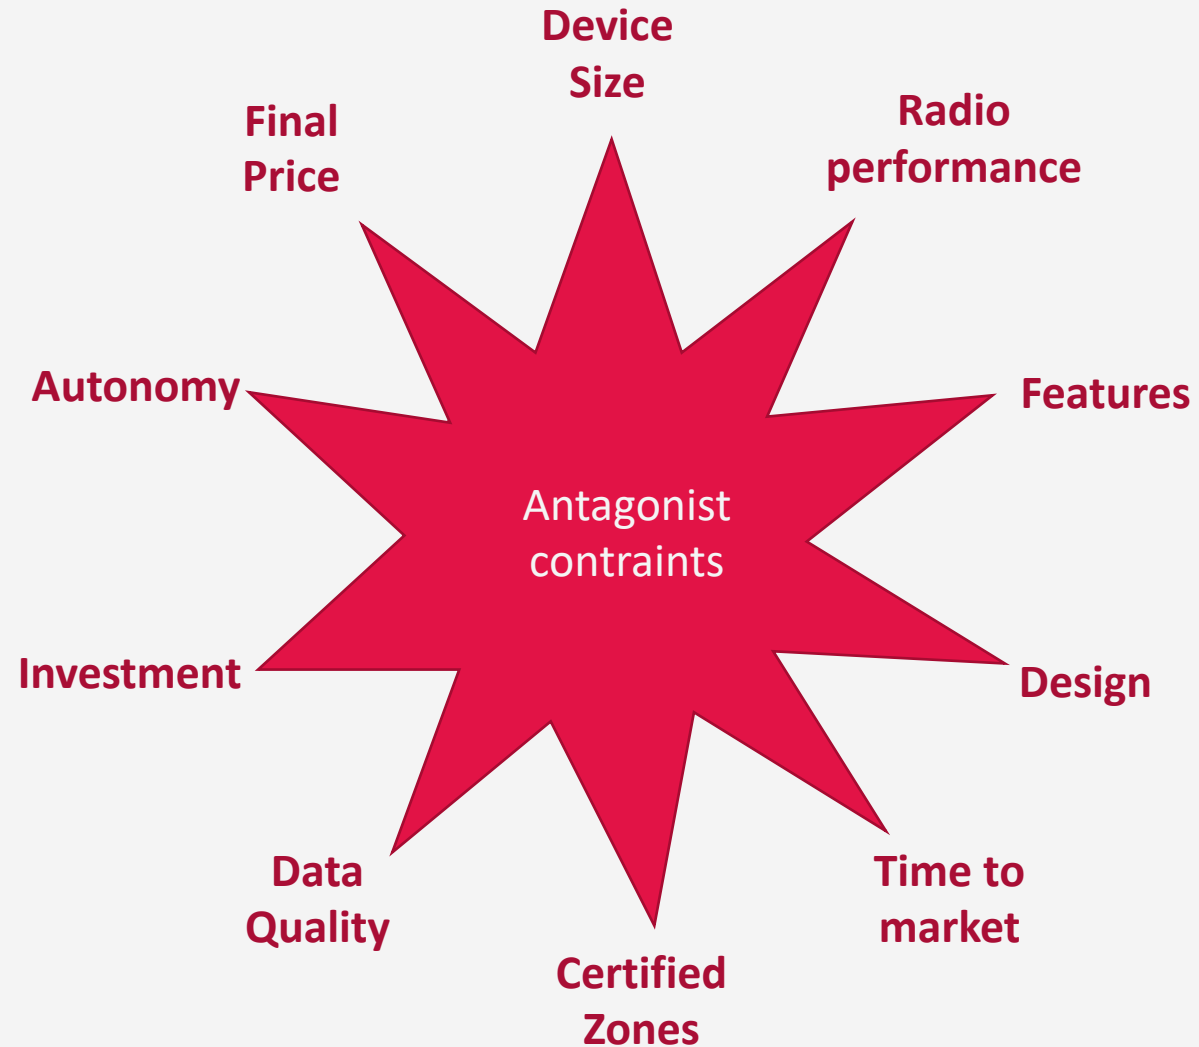 Device
Size
Radio
performance
Features
Design
Time to
market
Certified
Zones
Data
Quality
Investment
Autonomy
Final
Price
Antagonist
contraints